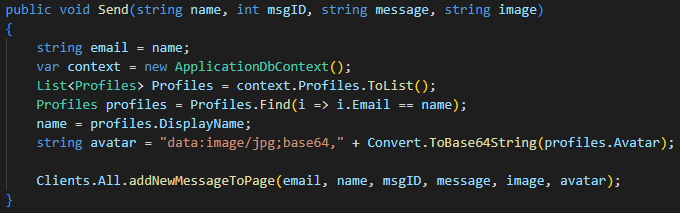 public void Send(string name, int msgID, string message, string image)
{
    string email = name;
    var context = new ApplicationDbContext();
    List<Profiles> Profiles = context.Profiles.ToList();
    Profiles profiles = Profiles.Find(i => i.Email == name);
    name = profiles.DisplayName;
    string avatar = "data:image/jpg;base64," + Convert.ToBase64String(profiles.Avatar);

    Clients.All.addNewMessageToPage(email, name, msgID, message, image, avatar);
}